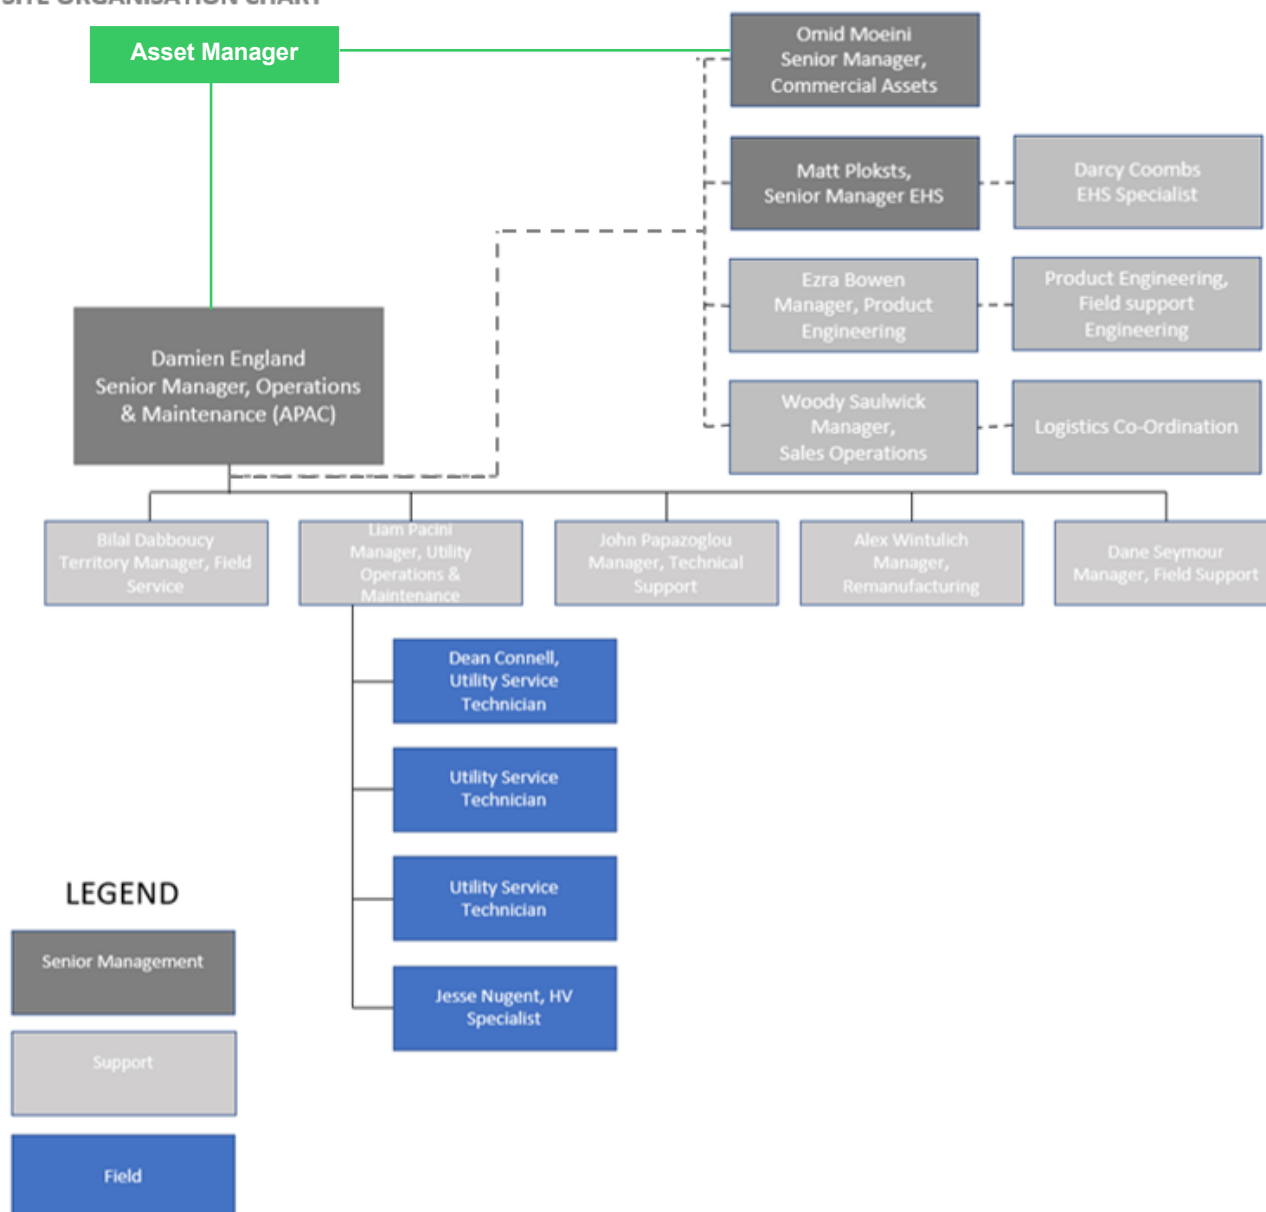 SITE ORGANISATION CHART
Asset Manager
Omid Moeini
Senior Manager,
Commercial Assets
Matt Ploksts,
Senior Manager EHS
Darcy Coombs
EHS Specialist
Ezra Bowen
Manager, Product
Engineering
Product Engineering,
Field support
Engineering
Damien England
Senior Manager, Operations
& Maintenance (APAC)
Woody Saulwick
Manager,
Sales Operations
Logistics Co-Ordination
Bilal Dabboucy
Territory Manager, Field
Service
Liam Pacini
Manager, Utility
Operations &
Maintenance
John Papazoglou
Manager, Technical
Support
Alex Wintulich
Manager,
Remanufacturing
Dane Seymour
Manager, Field Support
Dean Connell,
Utility Service
Technician
Utility Service
Technician
Utility Service
Technician
Jesse Nugent, HV
Specialist
LEGEND
Senior Management
Support
Field